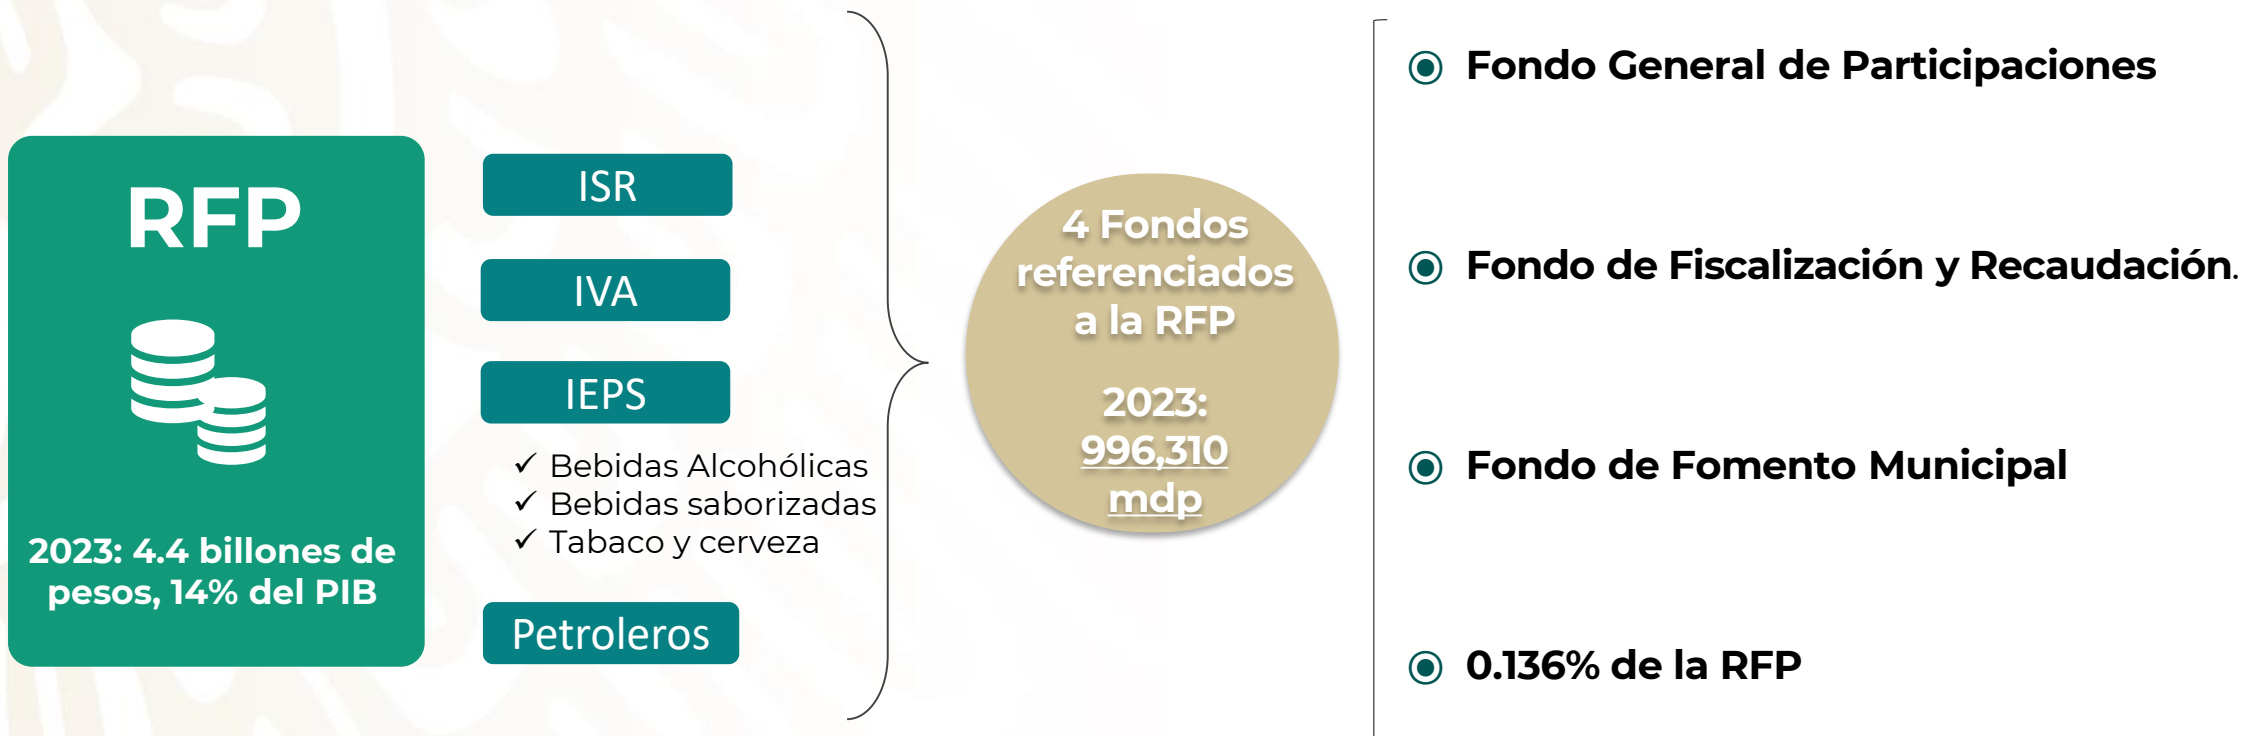 RFP
2023: 4.4 billones de
pesos, 14% del PIB
ISR
IVA
IEPS
✓ Bebidas Alcohólicas
✓ Bebidas saborizadas
✓ Tabaco y cerveza
Petroleros
4 Fondos
referenciados
a la RFP
2023:
996,310
mdp
Fondo General de Participaciones
Fondo de Fiscalización y Recaudación.
Fondo de Fomento Municipal
0.136% de la RFP